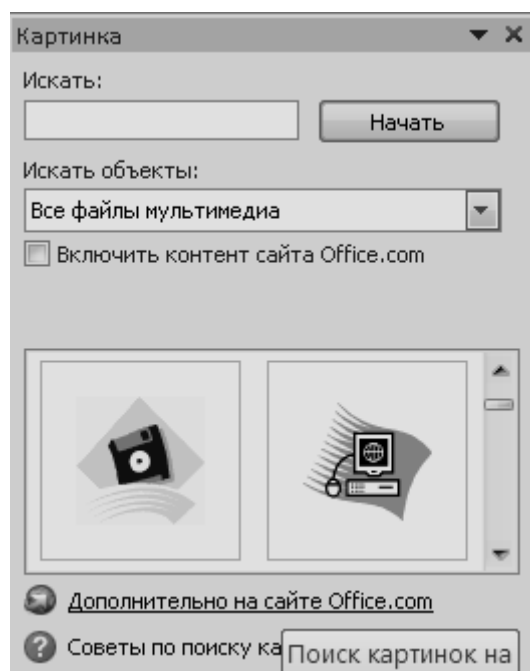 Картинка
Искать:
Начать
Искать объекты:
Все файлы мультимедиа
Включить контент сайта Office.com
Дополнительно на сайте Office.com
Советы по поиску ка
Поиск картинок на